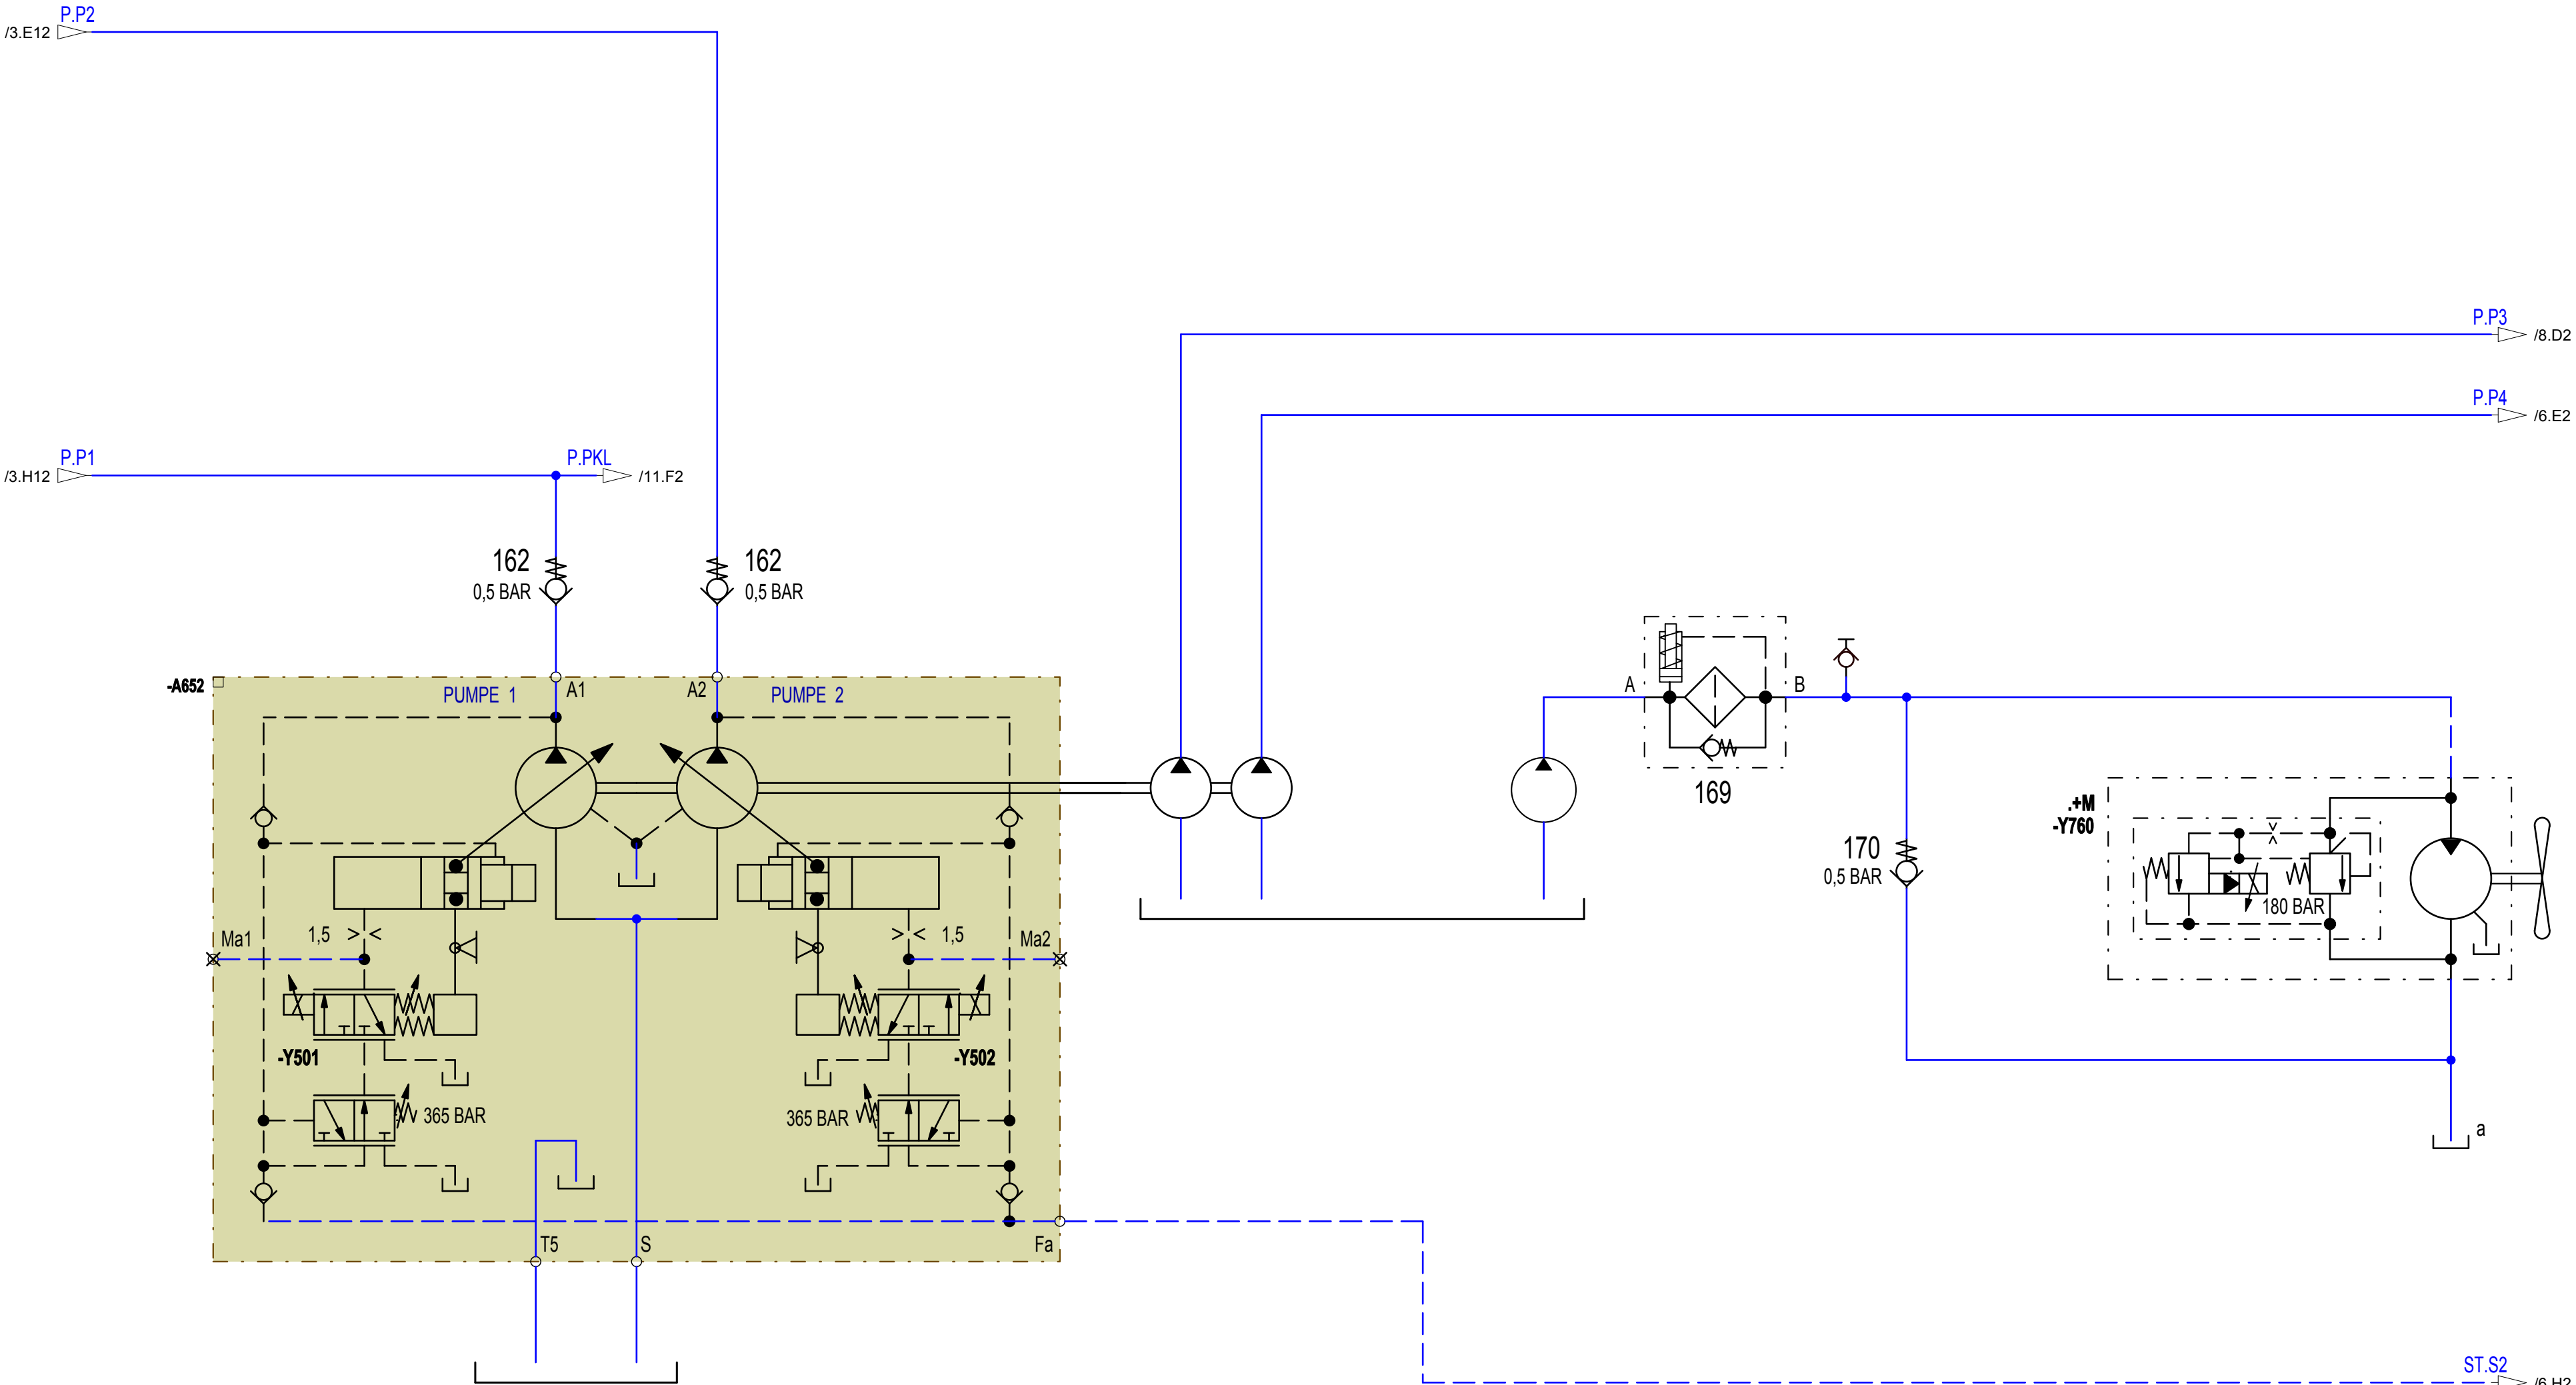 P.P2
/3.E12
P.P3
/8.D2
P.P4
/6.E2
P.P1
/3.H12
P.PKL
/11.F2
162
0,5 BAR
162
0,5 BAR
-A652
PUMPE 1
A1
A2
PUMPE 2
A
B
169
.+M
-Y760
170
0,5 BAR
180 BAR
Ma1
1,5
1,5
Ma2
-Y501
-Y502
365 BAR
365 BAR
a
T5
S
Fa
ST.S2
/6.H2